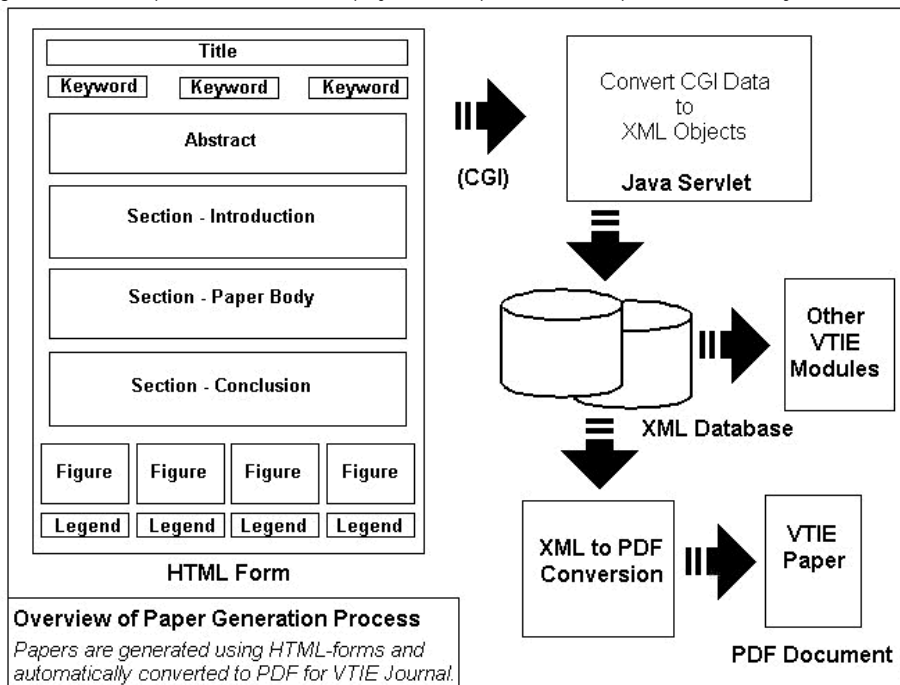 Title
Keyword Keyword Keyword
Abstract
Section - Introduction
Section - Paper Body
Section - Conclusion
Figure Figure Figure Figure
Legend Legend Legend Legend
HTML Form
(CGI)
Convert CGI Data
to
XML Objects
Java Servlet
Other
VTIE
Modules
XML Database
XML to PDF
Conversion
VTIE
Paper
PDF Document
Overview of Paper Generation Process
Papers are generated using HTML-forms and
automatically converted to PDF for VTIE Journal.